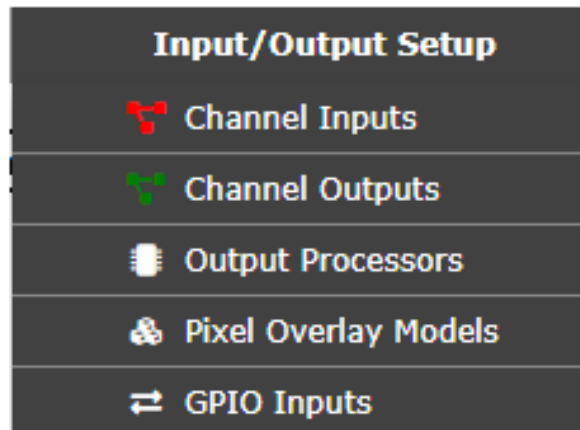 Input/Output Setup
Channel Inputs
Channel Outputs
Output Processors
Pixel Overlay Models
GPIO Inputs